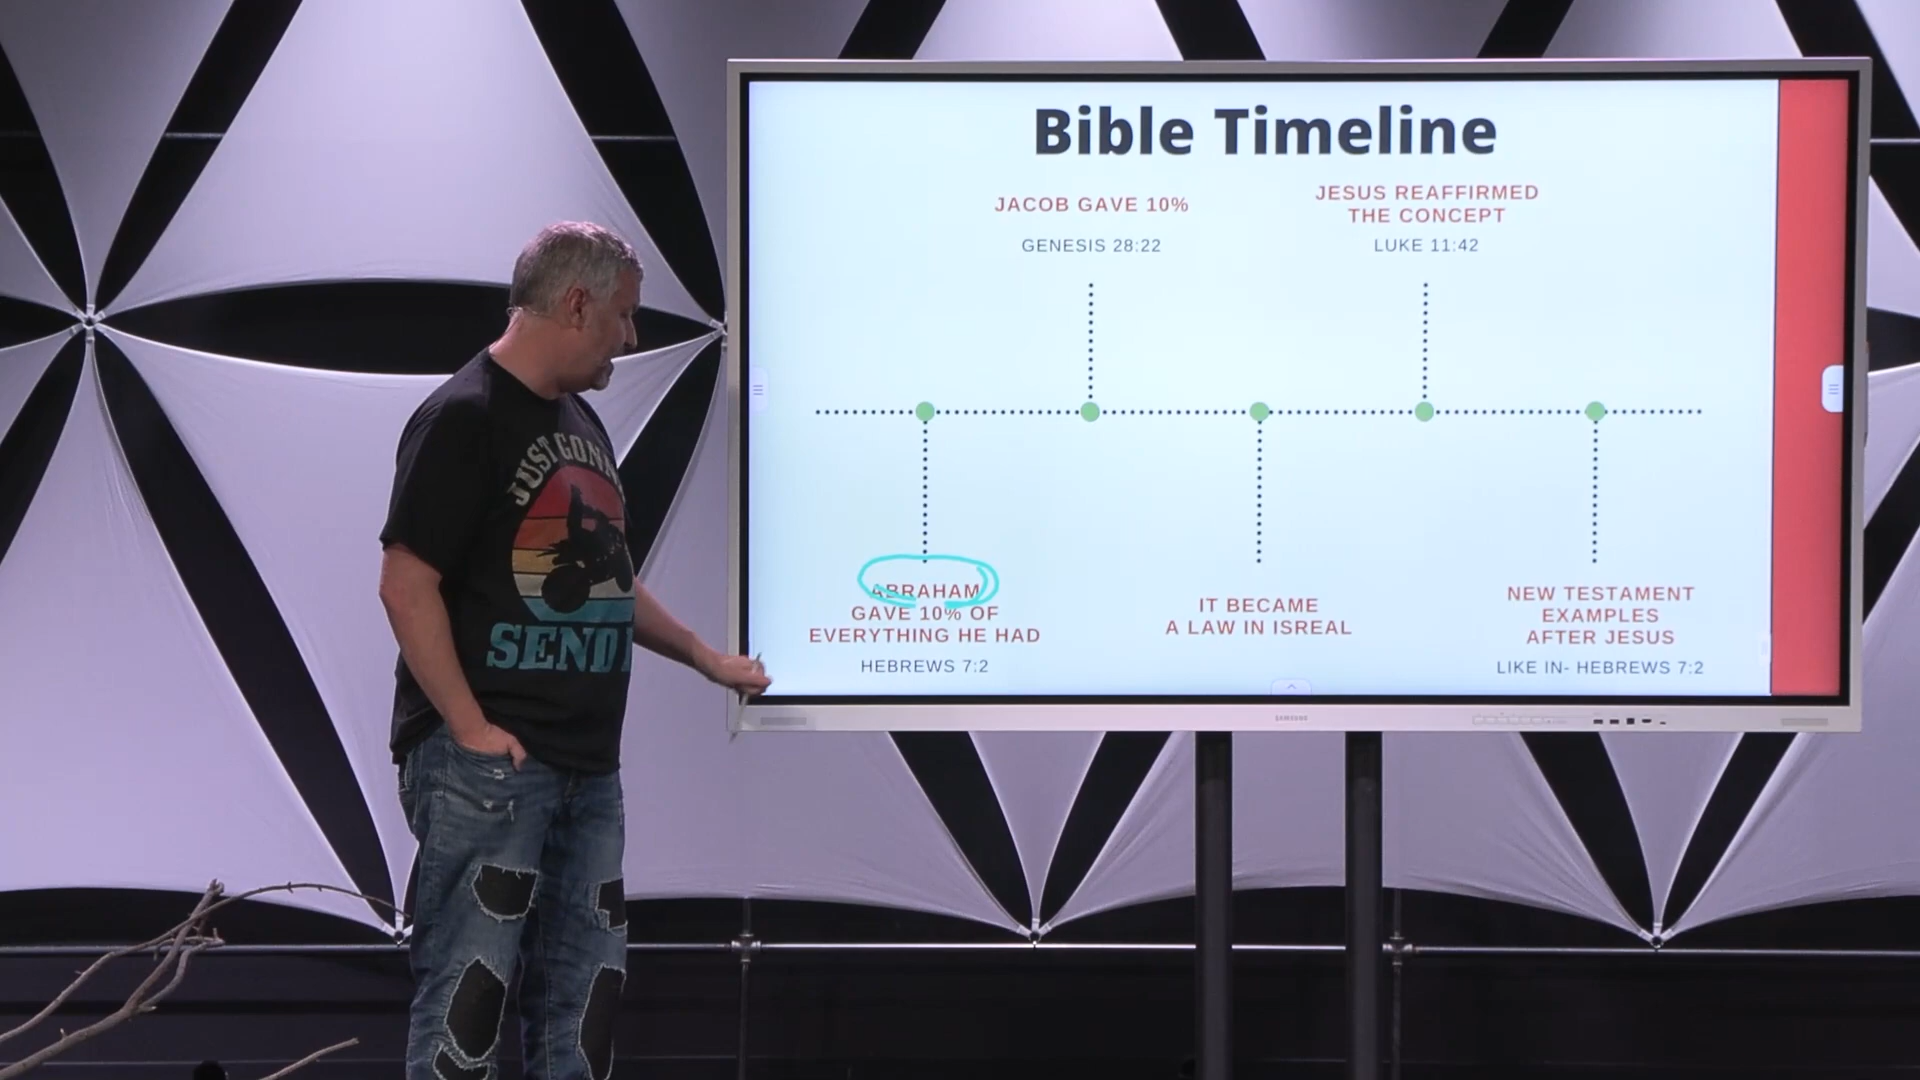 Bible Timeline
JACOB GAVE 10%
GENESIS 28:22
JESUS REAFFIRMED
THE CONCEPT
LUKE 11:42
ABRAHAM
GAVE 10% OF
EVERYTHING HE HAD
HEBREWS 7:2
IT BECAME
A LAW IN ISREAL
NEW TESTAMENT
EXAMPLES
AFTER JESUS
LIKE IN- HEBREWS 7:2
SAMSUNG
JUST GONN
SEND I